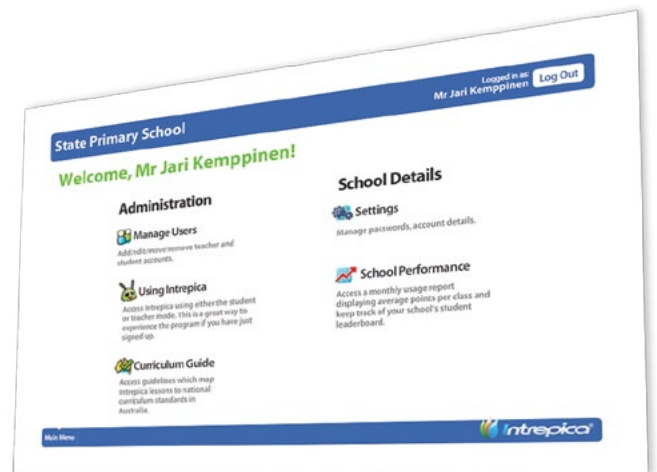 State Primary School
Logged in as:
Mr Jari Kemppinen
Log Out
Welcome, Mr Jari Kemppinen!
Administration
Manage Users
Add/edit/move/remove teacher and
student accounts.
Using Intrepica
Access Intrepica using either the student
or teacher mode. This is a great way to
experience the program if you have just
signed up.
Curriculum Guide
Access guidelines which map
Intrepica lessons to national
curriculum standards in
Australia.
School Details
Settings
Manage passwords, account details.
School Performance
Access a monthly usage report
displaying average points per class and
keep track of your school's student
leaderboard.
Main Menu
Intrepica